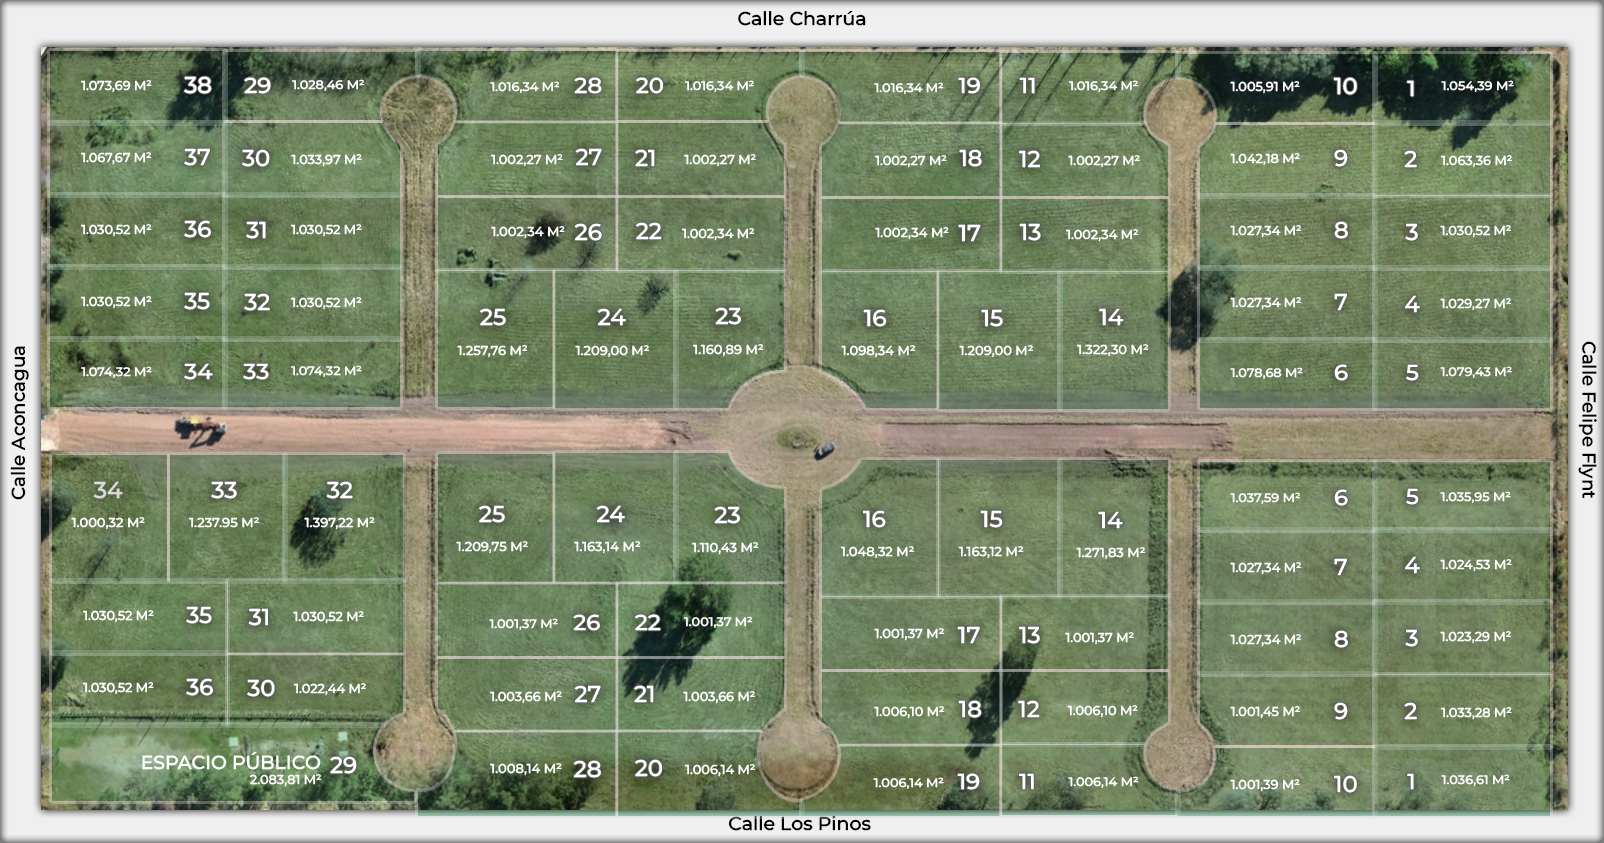 Calle Charrúa
1.073,69 M² 38 29 1.028,46 M² 1.016,34 M² 28 20 1.016,34 M² 1.016,34 M² 19 11 1.016,34 M² 1.005,91 M² 10 1 1.054,39 M²
1.067,67 M² 37 30 1.033,97 M² 1.002,27 M² 27 21 1.002,27 M² 1.002,27 M² 18 12 1.002,27 M² 1.042,18 M² 9 2 1.063,36 M²
1.030,52 M² 36 31 1.030,52 M² 1.002,34 M² 26 22 1.002,34 M² 1.002,34 M² 17 13 1.002,34 M² 1.027,34 M² 8 3 1.030,52 M²
1.030,52 M² 35 32 1.030,52 M² 25 24 23 16 15 14 1.027,34 M² 7 4 1.029,27 M²
1.257,76 M² 1.209,00 M² 1.160,89 M² 1.098,34 M² 1.209,00 M² 1.322,30 M²
1.074,32 M² 34 33 1.074,32 M² 1.078,68 M² 6 5 1.079,43 M²
Calle Aconcagua
Calle Felipe Flynt
34 33 32 25 24 23 16 15 14 1.037,59 M² 6 5 1.035,95 M²
1.000,32 M² 1.237.95 M² 1.397,22 M² 1.209,75 M² 1.163,14 M² 1.110,43 M² 1.048,32 M² 1.163,12 M² 1.271,83 M²
1.027,34 M² 7 4 1.024,53 M²
1.030,52 M² 35 31 1.030,52 M² 1.001,37 M² 26 22 1.001,37 M² 1.001,37 M² 17 13 1.001,37 M² 1.027,34 M² 8 3 1.023,29 M²
1.030,52 M² 36 30 1.022,44 M² 1.003,66 M² 27 21 1.003,66 M² 1.006,10 M² 18 12 1.006,10 M² 1.001,45 M² 9 2 1.033,28 M²
ESPACIO PÚBLICO 29 1.008,14 M² 28 20 1.006,14 M² 1.006,14 M² 19 11 1.006,14 M² 1.001,39 M² 10 1 1.036,61 M²
2.083,81 M²
Calle Los Pinos